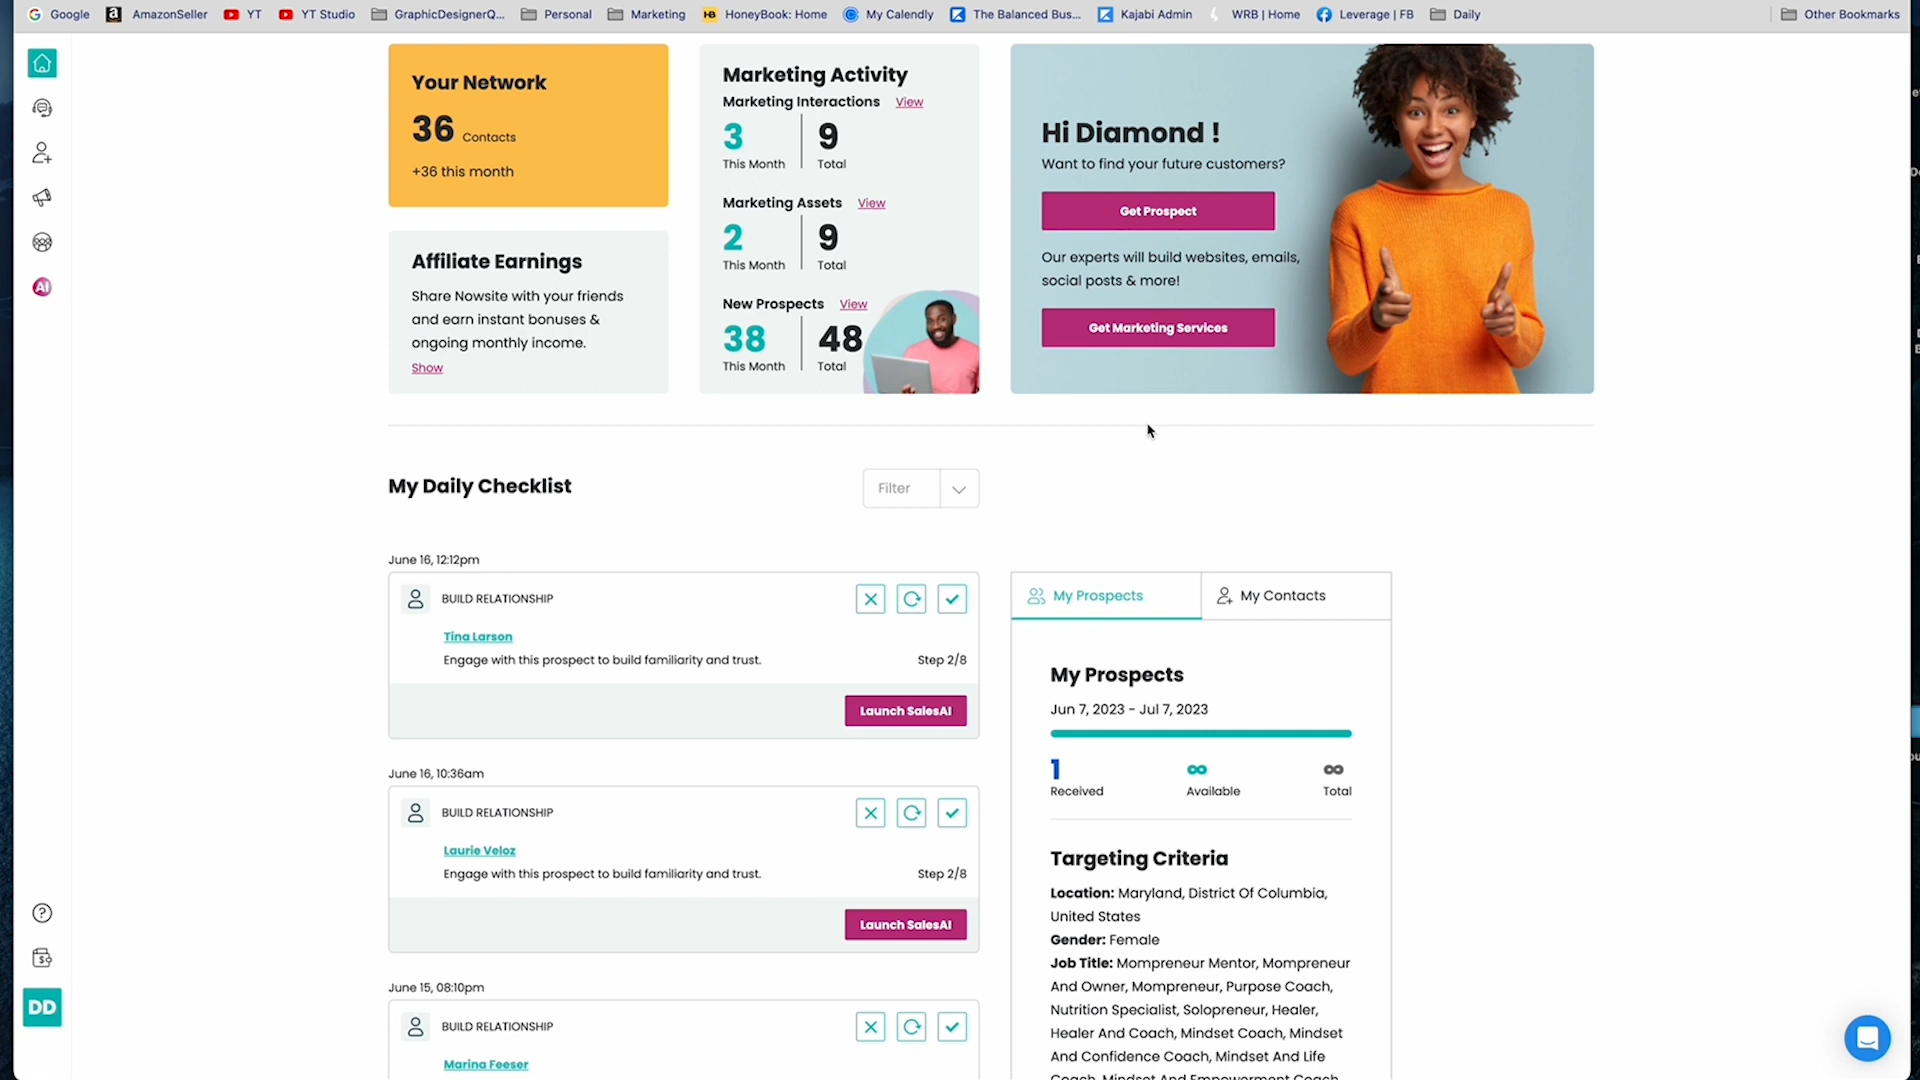 Google
AmazonSeller
YT
YT Studio
GraphicDesignerQ...
Personal
Marketing
HB
HoneyBook: Home
My Calendly
The Balanced Bus...
Kajabi Admin
WRB | Home
Leverage | FB
Daily
Other Bookmarks
AI
DD
Your Network
36 Contacts
+36 this month
Affiliate Earnings
Share Nowsite with your friends
and earn instant bonuses &
ongoing monthly income.
Show
Marketing Activity
Marketing Interactions View
3 9
This Month Total
Marketing Assets View
2 9
This Month Total
New Prospects View
38 48
This Month Total
Hi Diamond !
Want to find your future customers?
Get Prospect
Our experts will build websites, emails,
social posts & more!
Get Marketing Services
My Daily Checklist
Filter
June 16, 12:12pm
BUILD RELATIONSHIP
Tina Larson
Engage with this prospect to build familiarity and trust. Step 2/8
Launch SalesAI
June 16, 10:36am
BUILD RELATIONSHIP
Laurie Veloz
Engage with this prospect to build familiarity and trust. Step 2/8
Launch SalesAI
June 15, 08:10pm
BUILD RELATIONSHIP
Marina Feeser
My Prospects
My Contacts
My Prospects
Jun 7, 2023 - Jul 7, 2023
1 ∞ ∞
Received Available Total
Targeting Criteria
Location: Maryland, District Of Columbia,
United States
Gender: Female
Job Title: Mompreneur Mentor, Mompreneur
And Owner, Mompreneur, Purpose Coach,
Nutrition Specialist, Solopreneur, Healer,
Healer And Coach, Mindset Coach, Mindset
And Confidence Coach, Mindset And Life
Coach, Mindset And Empowerment Coach,